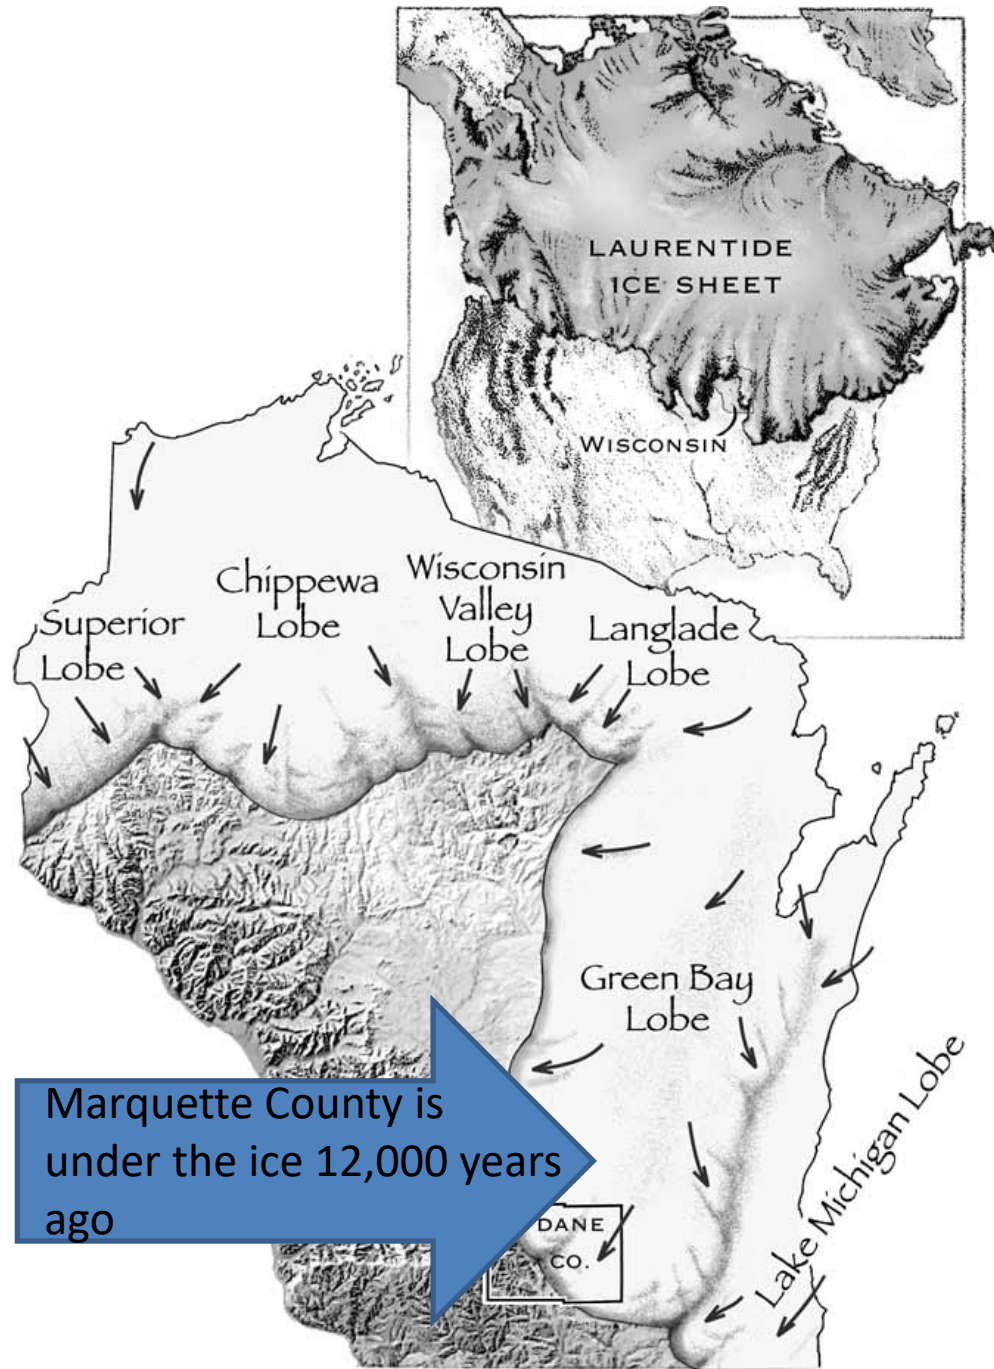 LAURENTIDE
ICE SHEET
WISCONSIN
Superior
Lobe
Chippewa
Lobe
Wisconsin
Valley
Lobe
Langlade
Lobe
Green Bay
Lobe
Lake Michigan Lobe
Marquette County is
under the ice 12,000 years
ago
DANE
CO.